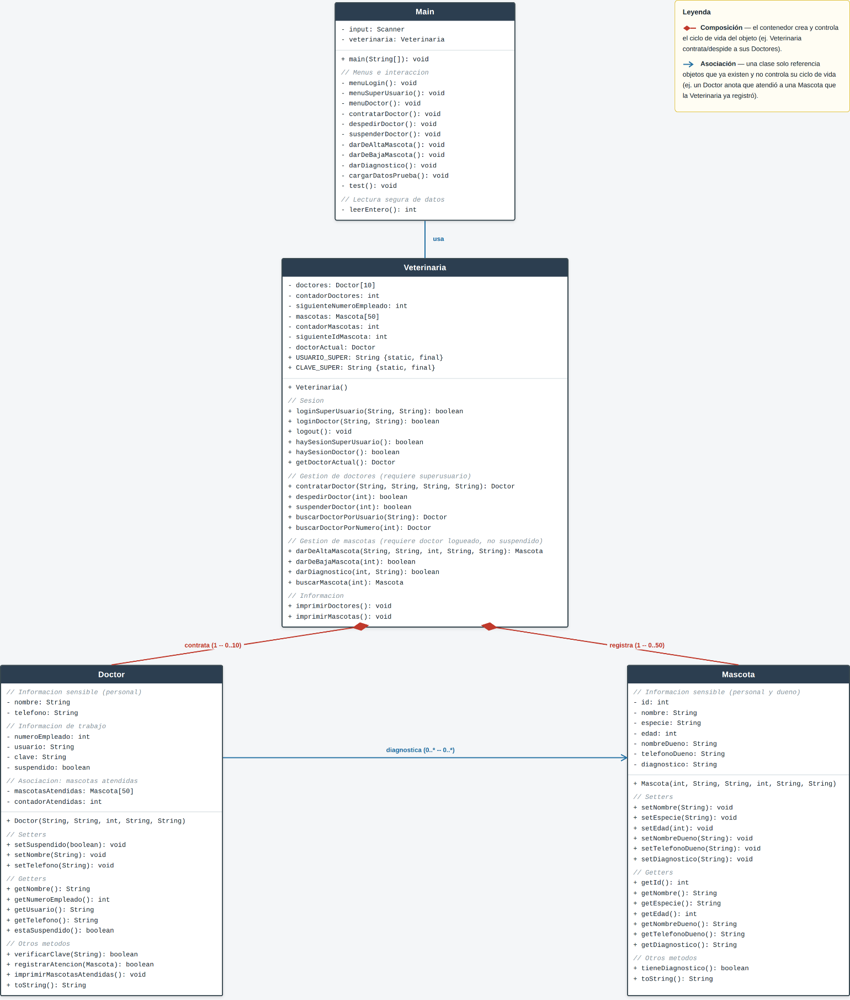 Main
- input: Scanner
- veterinaria: Veterinaria
+ main(String[]): void
// Menus e interaccion
- menuLogin(): void
- menuSuperUsuario(): void
- menuDoctor(): void
- contratarDoctor(): void
- despedirDoctor(): void
- suspenderDoctor(): void
- darDeAltaMascota(): void
- darDeBajaMascota(): void
- darDiagnostico(): void
- cargarDatosPrueba(): void
- test(): void
// Lectura segura de datos
- leerEntero(): int
Leyenda
Composición — el contenedor crea y controla
el ciclo de vida del objeto (ej. Veterinaria
contrata/despide a sus Doctores).
Asociación — una clase solo referencia
objetos que ya existen y no controla su ciclo de vida
(ej. un Doctor anota que atendió a una Mascota que
la Veterinaria ya registró).
usa
Veterinaria
- doctores: Doctor[10]
- contadorDoctores: int
- siguienteNumeroEmpleado: int
- mascotas: Mascota[50]
- contadorMascotas: int
- siguienteIdMascota: int
- doctorActual: Doctor
+ USUARIO_SUPER: String {static, final}
+ CLAVE_SUPER: String {static, final}
+ Veterinaria()
// Sesion
+ loginSuperUsuario(String, String): boolean
+ loginDoctor(String, String): boolean
+ logout(): void
+ haySesionSuperUsuario(): boolean
+ haySesionDoctor(): boolean
+ getDoctorActual(): Doctor
// Gestion de doctores (requiere superusuario)
+ contratarDoctor(String, String, String, String): Doctor
+ despedirDoctor(int): boolean
+ suspenderDoctor(int): boolean
+ buscarDoctorPorUsuario(String): Doctor
+ buscarDoctorPorNumero(int): Doctor
// Gestion de mascotas (requiere doctor logueado, no suspendido)
+ darDeAltaMascota(String, String, int, String, String): Mascota
+ darDeBajaMascota(int): boolean
+ darDiagnostico(int, String): boolean
+ buscarMascota(int): Mascota
// Informacion
+ imprimirDoctores(): void
+ imprimirMascotas(): void
contrata (1 -- 0..10)
registra (1 -- 0..50)
Doctor
// Informacion sensible (personal)
- nombre: String
- telefono: String
// Informacion de trabajo
- numeroEmpleado: int
- usuario: String
- clave: String
- suspendido: boolean
// Asociacion: mascotas atendidas
- mascotasAtendidas: Mascota[50]
- contadorAtendidas: int
+ Doctor(String, String, int, String, String)
// Setters
+ setSuspendido(boolean): void
+ setNombre(String): void
+ setTelefono(String): void
// Getters
+ getNombre(): String
+ getNumeroEmpleado(): int
+ getUsuario(): String
+ getTelefono(): String
+ estaSuspendido(): boolean
// Otros metodos
+ verificarClave(String): boolean
+ registrarAtencion(Mascota): boolean
+ imprimirMascotasAtendidas(): void
+ toString(): String
diagnostica (0..* -- 0..*)
Mascota
// Informacion sensible (personal y dueno)
- id: int
- nombre: String
- especie: String
- edad: int
- nombreDueno: String
- telefonoDueno: String
- diagnostico: String
+ Mascota(int, String, String, int, String, String)
// Setters
+ setNombre(String): void
+ setEspecie(String): void
+ setEdad(int): void
+ setNombreDueno(String): void
+ setTelefonoDueno(String): void
+ setDiagnostico(String): void
// Getters
+ getId(): int
+ getNombre(): String
+ getEspecie(): String
+ getEdad(): int
+ getNombreDueno(): String
+ getTelefonoDueno(): String
+ getDiagnostico(): String
// Otros metodos
+ tieneDiagnostico(): boolean
+ toString(): String